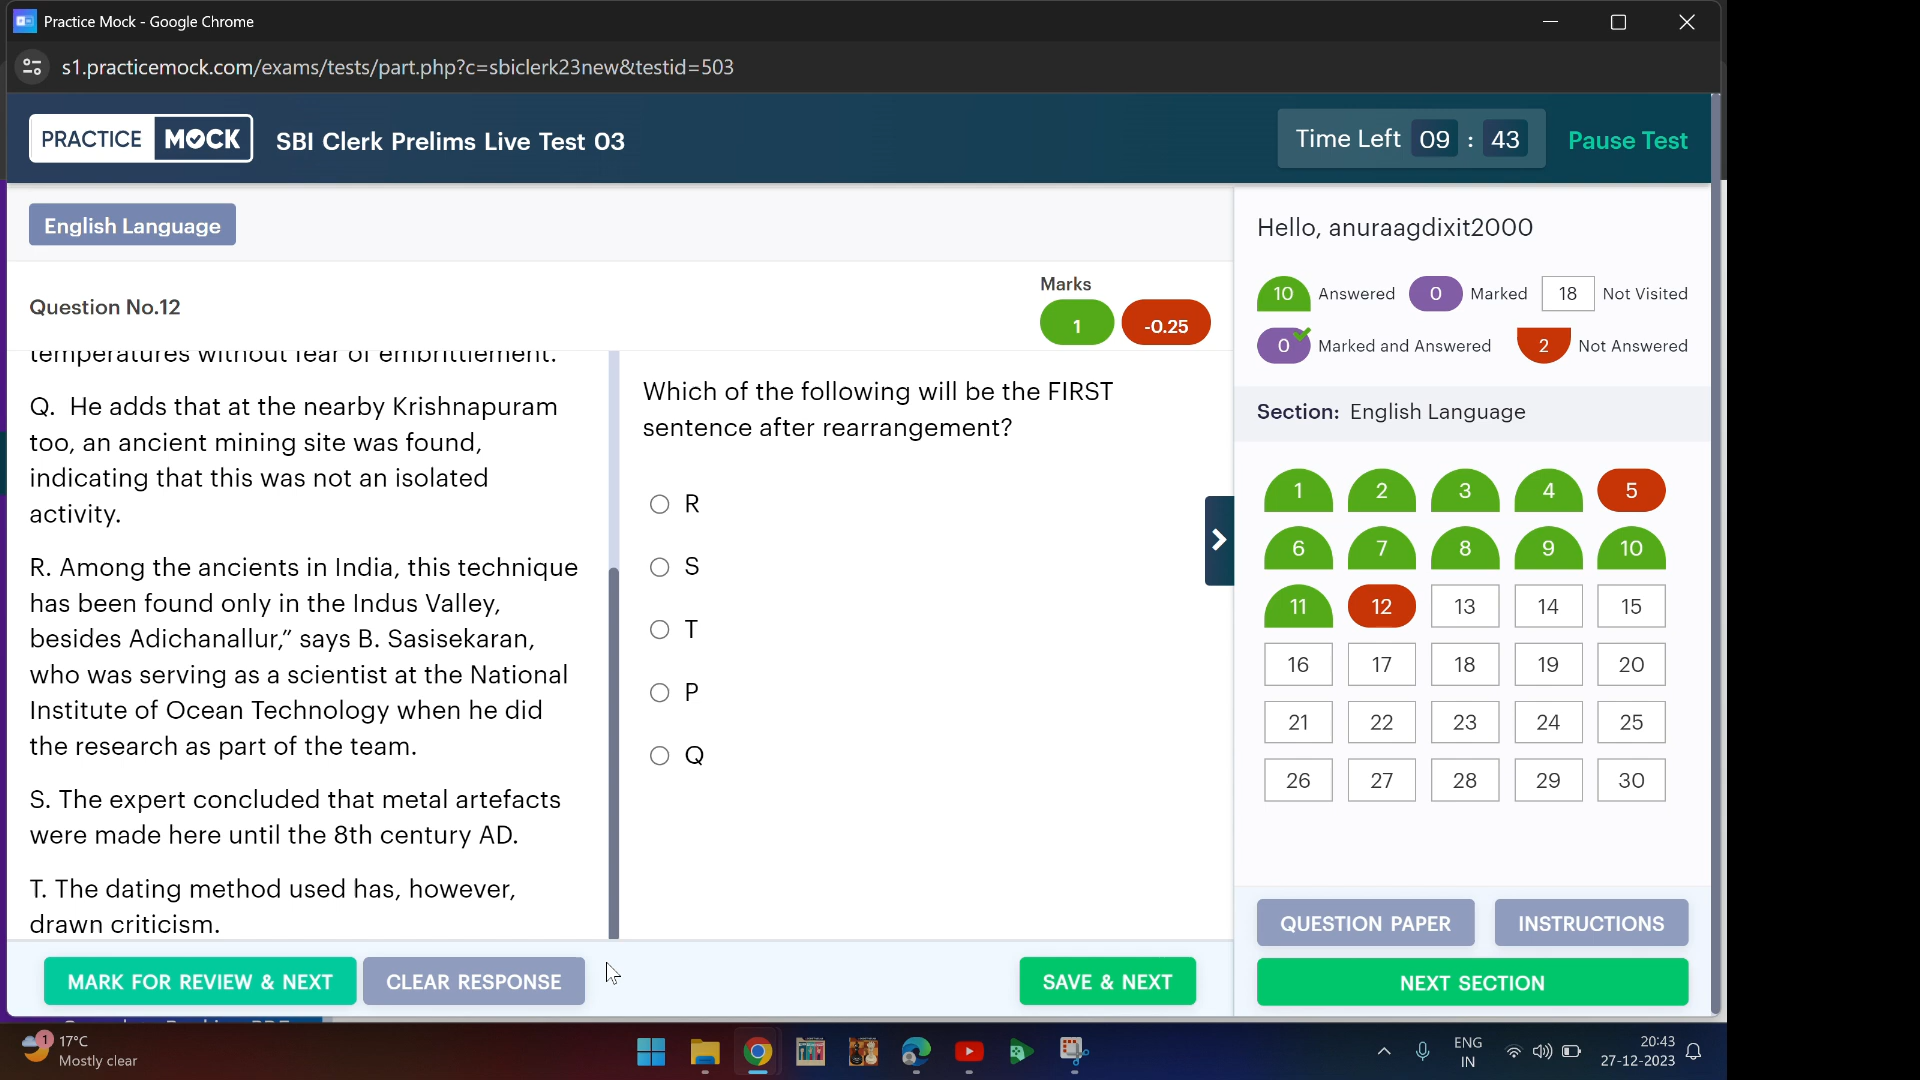 Practice Mock - Google Chrome
s1.practicemock.com/exams/tests/part.php?c=sbiclerk23new&testid=503
PRACTICE MOCK
SBI Clerk Prelims Live Test 03
Time Left 09 : 43
Pause Test
English Language
Question No.12
Marks
1
-0.25
temperatures without fear of embrittlement.
Q. He adds that at the nearby Krishnapuram
too, an ancient mining site was found,
indicating that this was not an isolated
activity.
R. Among the ancients in India, this technique
has been found only in the Indus Valley,
besides Adichanallur,” says B. Sasisekaran,
who was serving as a scientist at the National
Institute of Ocean Technology when he did
the research as part of the team.
S. The expert concluded that metal artefacts
were made here until the 8th century AD.
T. The dating method used has, however,
drawn criticism.
Which of the following will be the FIRST
sentence after rearrangement?
R
S
T
P
Q
MARK FOR REVIEW & NEXT
CLEAR RESPONSE
SAVE & NEXT
Hello, anuraagdixit2000
10 Answered 0 Marked 18 Not Visited
0 Marked and Answered 2 Not Answered
Section: English Language
1 2 3 4 5
6 7 8 9 10
11 12 13 14 15
16 17 18 19 20
21 22 23 24 25
26 27 28 29 30
QUESTION PAPER
INSTRUCTIONS
NEXT SECTION
1
17°C
Mostly clear
ENG
IN
20:43
27-12-2023